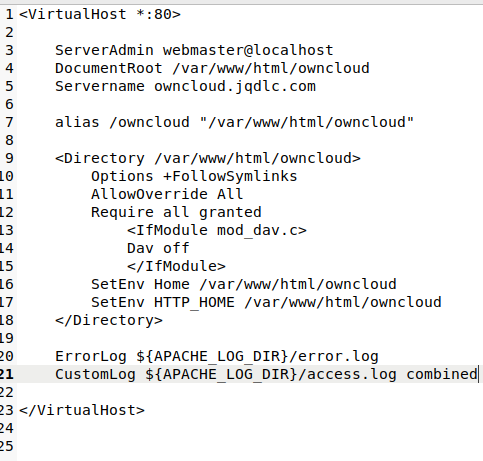 1 <VirtualHost *:80>
2
3     ServerAdmin webmaster@localhost
4     DocumentRoot /var/www/html/owncloud
5     Servername owncloud.jqdlc.com
6
7     alias /owncloud "/var/www/html/owncloud"
8
9     <Directory /var/www/html/owncloud>
10         Options +FollowSymlinks
11         AllowOverride All
12         Require all granted
13             <IfModule mod_dav.c>
14             Dav off
15             </IfModule>
16         SetEnv Home /var/www/html/owncloud
17         SetEnv HTTP_HOME /var/www/html/owncloud
18     </Directory>
19
20     ErrorLog ${APACHE_LOG_DIR}/error.log
21     CustomLog ${APACHE_LOG_DIR}/access.log combined
22
23 </VirtualHost>
24
25